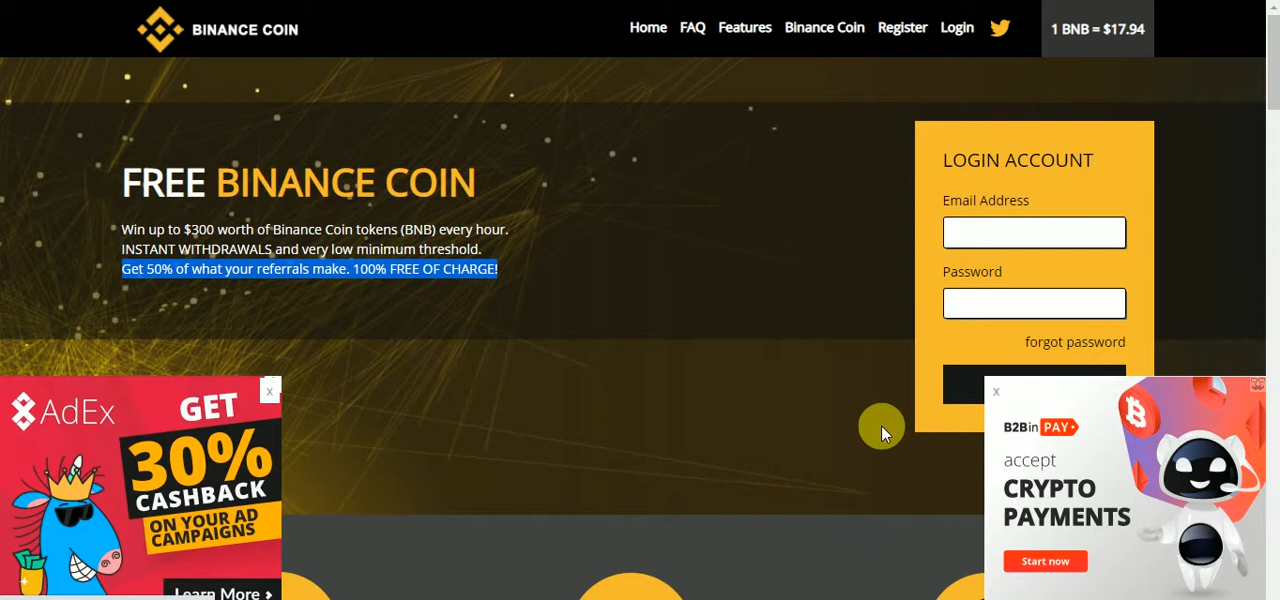 BINANCE COIN
Home FAQ Features Binance Coin Register Login
1 BNB = $17.94
FREE BINANCE COIN
Win up to $300 worth of Binance Coin tokens (BNB) every hour.
INSTANT WITHDRAWALS and very low minimum threshold.
Get 50% of what your referrals make. 100% FREE OF CHARGE!
LOGIN ACCOUNT
Email Address
Password
forgot password
x
AdEx
GET
30%
CASHBACK
ON YOUR AD
CAMPAIGNS
Learn More
x
B2Bin PAY
accept
CRYPTO
PAYMENTS
Start now